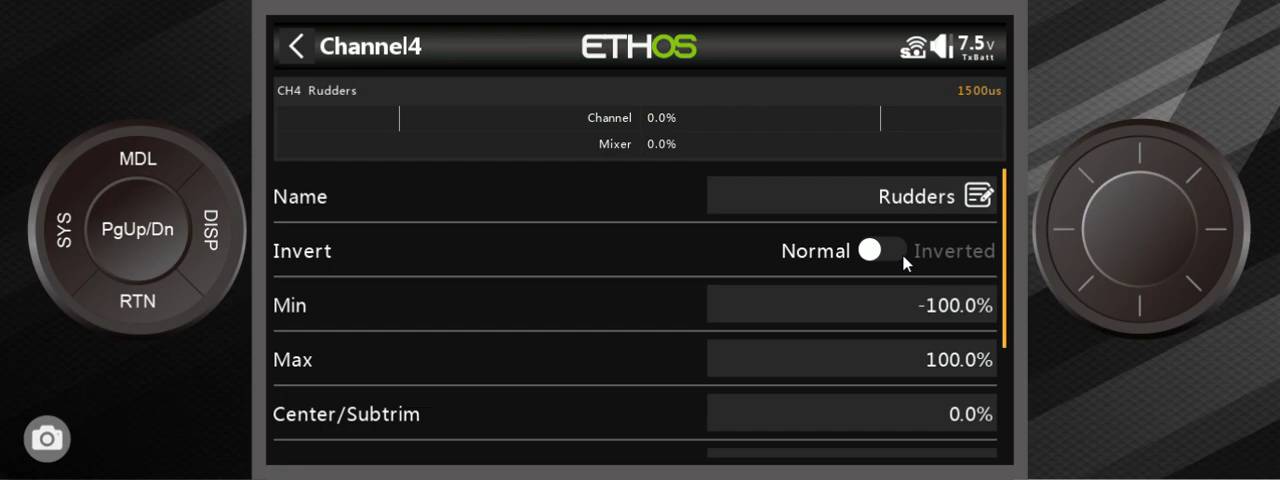 Channel4
ETHOS
7.5V
TxBatt
CH4 Rudders
1500us
Channel 0.0%
Mixer 0.0%
Name Rudders
Invert Normal Inverted
Min -100.0%
Max 100.0%
Center/Subtrim 0.0%
MDL
SYS
PgUp/Dn
DISP
RTN